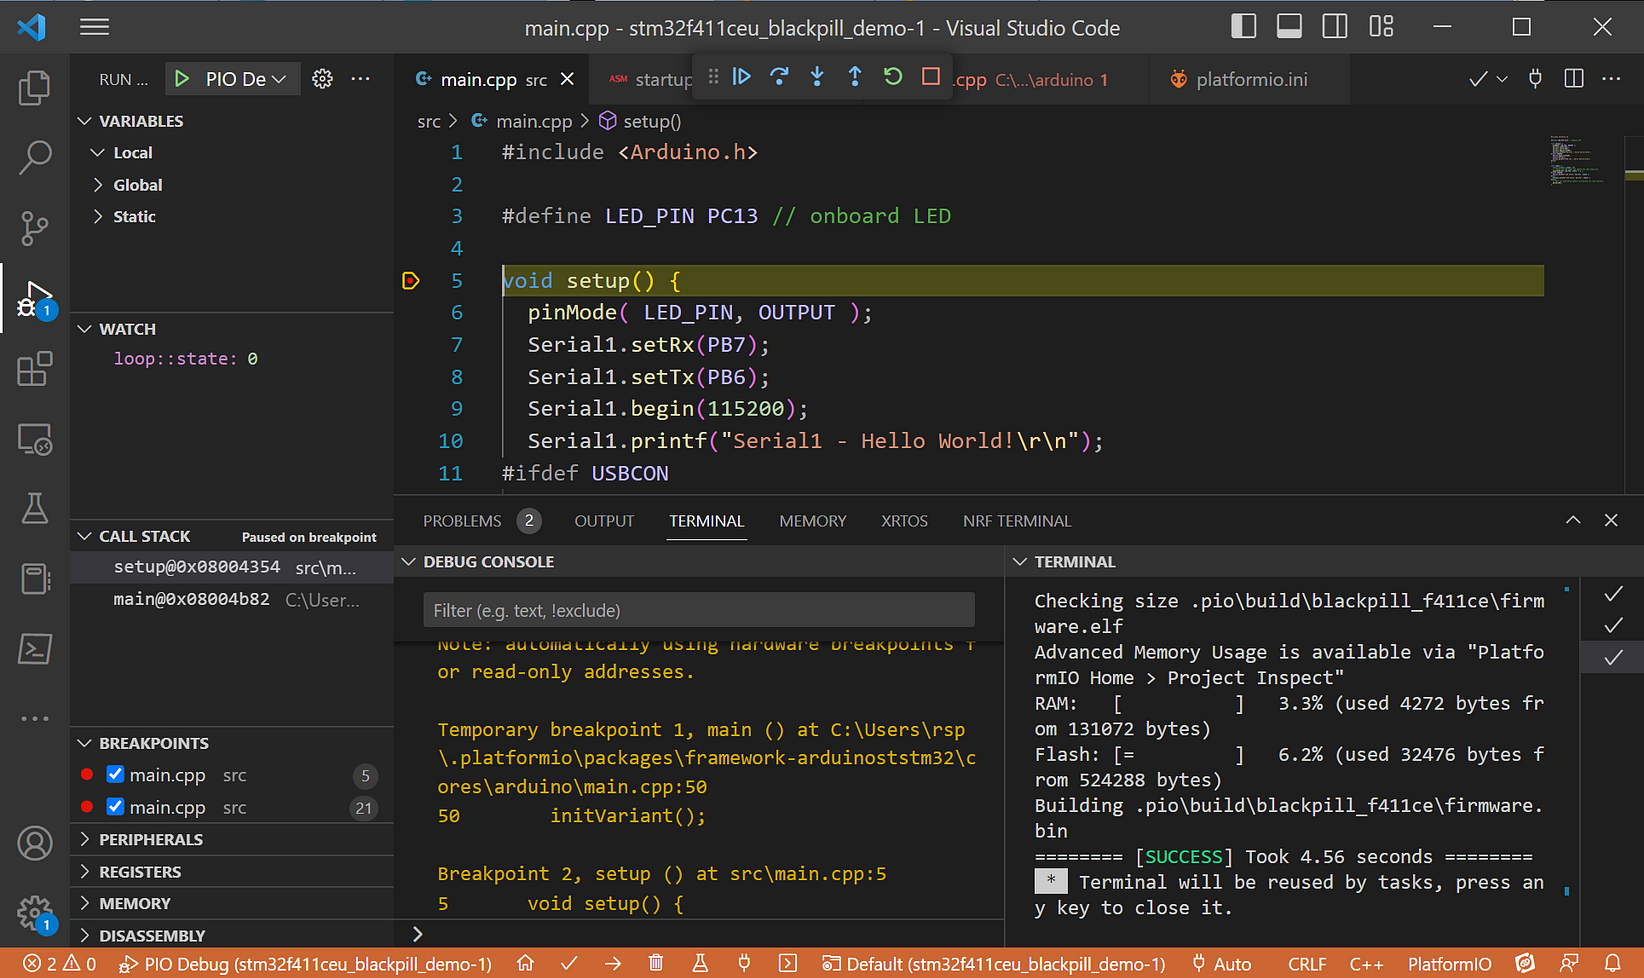 main.cpp - stm32f411ceu_blackpill_demo-1 - Visual Studio Code
RUN ...
PIO De
main.cpp src
ASM startup
.cpp C:\...\arduino 1
platformio.ini
src > main.cpp > setup()
VARIABLES
Local
Global
Static
WATCH
loop::state: 0
CALL STACK Paused on breakpoint
setup@0x08004354 src\m...
main@0x08004b82 C:\User...
BREAKPOINTS
main.cpp src 5
main.cpp src 21
PERIPHERALS
REGISTERS
MEMORY
DISASSEMBLY
1
1
1 #include <Arduino.h>
2
3 #define LED_PIN PC13 // onboard LED
4
5 void setup() {
6 pinMode( LED_PIN, OUTPUT );
7 Serial1.setRx(PB7);
8 Serial1.setTx(PB6);
9 Serial1.begin(115200);
10 Serial1.printf("Serial1 - Hello World!\r\n");
11 #ifdef USBCON
PROBLEMS 2 OUTPUT TERMINAL MEMORY XRTOS NRF TERMINAL
DEBUG CONSOLE
Filter (e.g. text, !exclude)
Note: automatically using hardware breakpoints f
or read-only addresses.
Temporary breakpoint 1, main () at C:\Users\rsp
\.platformio\packages\framework-arduinoststm32\c
ores\arduino\main.cpp:50
50 initVariant();
Breakpoint 2, setup () at src\main.cpp:5
5 void setup() {
>
TERMINAL
Checking size .pio\build\blackpill_f411ce\firm
ware.elf
Advanced Memory Usage is available via "Platfo
rmIO Home > Project Inspect"
RAM: [          ] 3.3% (used 4272 bytes fr
om 131072 bytes)
Flash: [=         ] 6.2% (used 32476 bytes f
rom 524288 bytes)
Building .pio\build\blackpill_f411ce\firmware.
bin
======== [SUCCESS] Took 4.56 seconds ========
* Terminal will be reused by tasks, press an
y key to close it.
2 0 PIO Debug (stm32f411ceu_blackpill_demo-1) Default (stm32f411ceu_blackpill_demo-1) Auto CRLF C++ PlatformIO